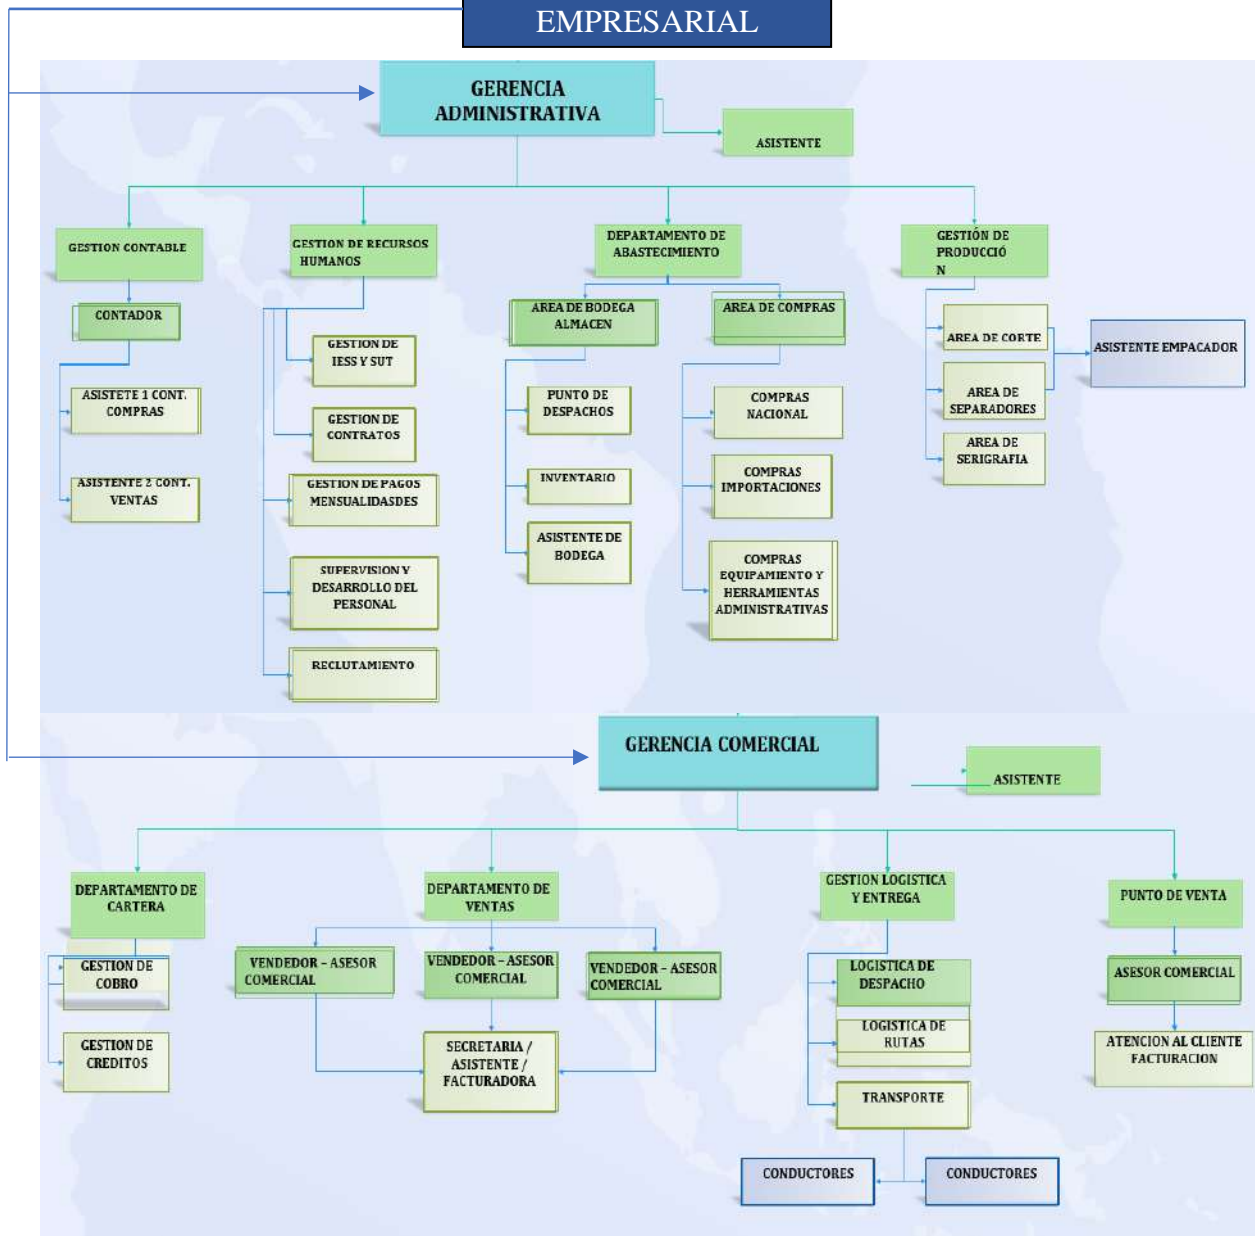 EMPRESARIAL
GERENCIA
ADMINISTRATIVA
ASISTENTE
GESTION CONTABLE
GESTION DE RECURSOS
HUMANOS
DEPARTAMENTO DE
ABASTECIMIENTO
GESTIÓN DE
PRODUCCIÓ
N
CONTADOR
AREA DE BODEGA
ALMACEN
AREA DE COMPRAS
AREA DE CORTE
ASISTENTE EMPACADOR
GESTION DE
IESS Y SUT
ASISTETE 1 CONT.
COMPRAS
PUNTO DE
DESPACHOS
COMPRAS
NACIONAL
AREA DE
SEPARADORES
GESTION DE
CONTRATOS
AREA DE
SERIGRAFIA
ASISTENTE 2 CONT.
VENTAS
GESTION DE PAGOS
MENSUALIDASDES
INVENTARIO
COMPRAS
IMPORTACIONES
ASISTENTE DE
BODEGA
SUPERVISION Y
DESARROLLO DEL
PERSONAL
COMPRAS
EQUIPAMIENTO Y
HERRAMIENTAS
ADMINISTRATIVAS
RECLUTAMIENTO
GERENCIA COMERCIAL
ASISTENTE
DEPARTAMENTO DE
CARTERA
DEPARTAMENTO DE
VENTAS
GESTION LOGISTICA
Y ENTREGA
PUNTO DE VENTA
GESTION DE
COBRO
VENDEDOR – ASESOR
COMERCIAL
VENDEDOR – ASESOR
COMERCIAL
VENDEDOR – ASESOR
COMERCIAL
LOGISTICA DE
DESPACHO
ASESOR COMERCIAL
GESTION DE
CREDITOS
SECRETARIA /
ASISTENTE /
FACTURADORA
LOGISTICA DE
RUTAS
ATENCION AL CLIENTE
FACTURACION
TRANSPORTE
CONDUCTORES
CONDUCTORES